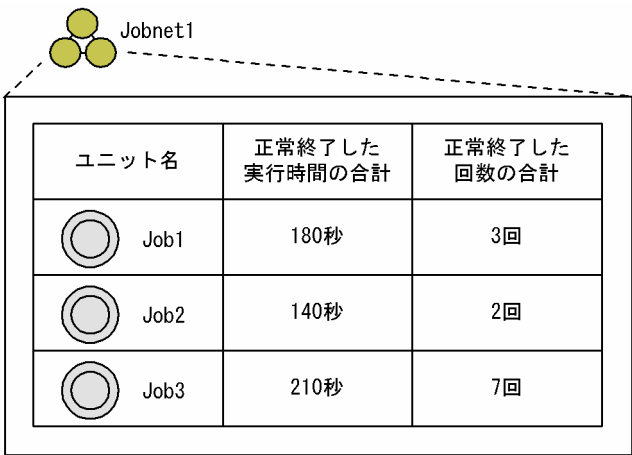 Jobnet1
ユニット名
正常終了した
実行時間の合計
正常終了した
回数の合計
Job1
180秒
3回
Job2
140秒
2回
Job3
210秒
7回